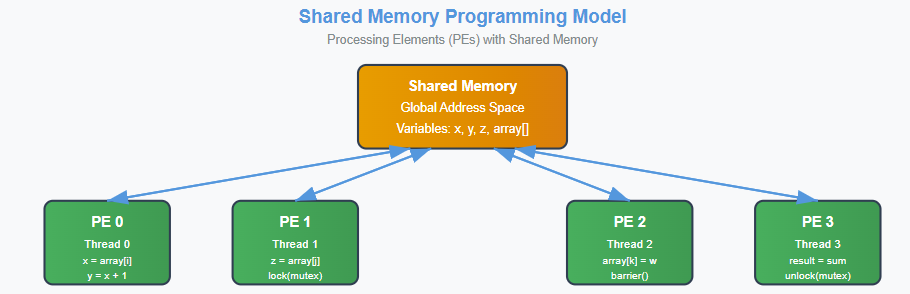 Shared Memory Programming Model
Processing Elements (PEs) with Shared Memory
Shared Memory
Global Address Space
Variables: x, y, z, array[]
PE 0
Thread 0
x = array[i]
y = x + 1
PE 1
Thread 1
z = array[j]
lock(mutex)
PE 2
Thread 2
array[k] = w
barrier()
PE 3
Thread 3
result = sum
unlock(mutex)